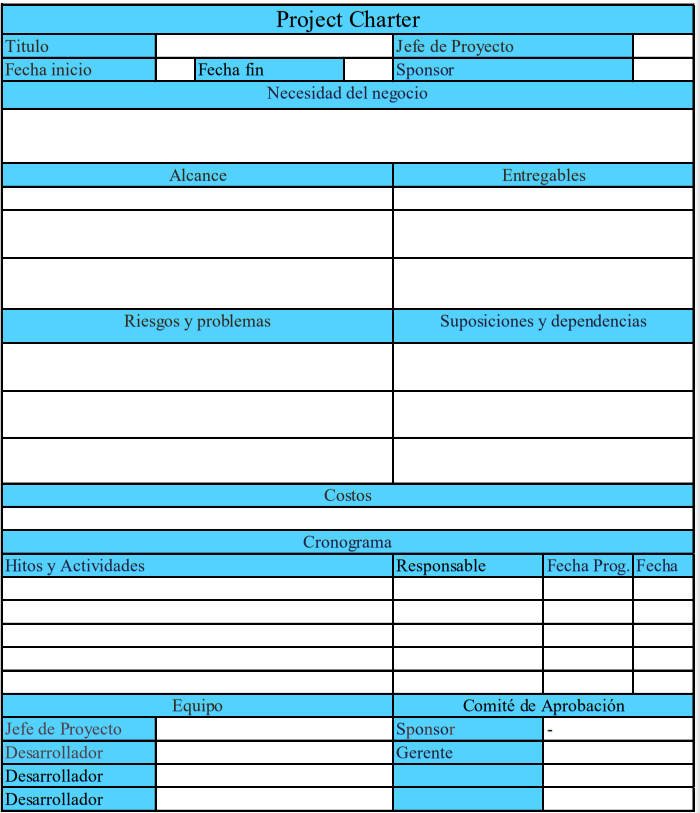 Project Charter
Titulo Jefe de Proyecto
Fecha inicio Fecha fin Sponsor
Necesidad del negocio
Alcance Entregables
Riesgos y problemas Suposiciones y dependencias
Costos
Cronograma
Hitos y Actividades Responsable Fecha Prog. Fecha
Equipo Comité de Aprobación
Jefe de Proyecto Sponsor -
Desarrollador Gerente
Desarrollador
Desarrollador